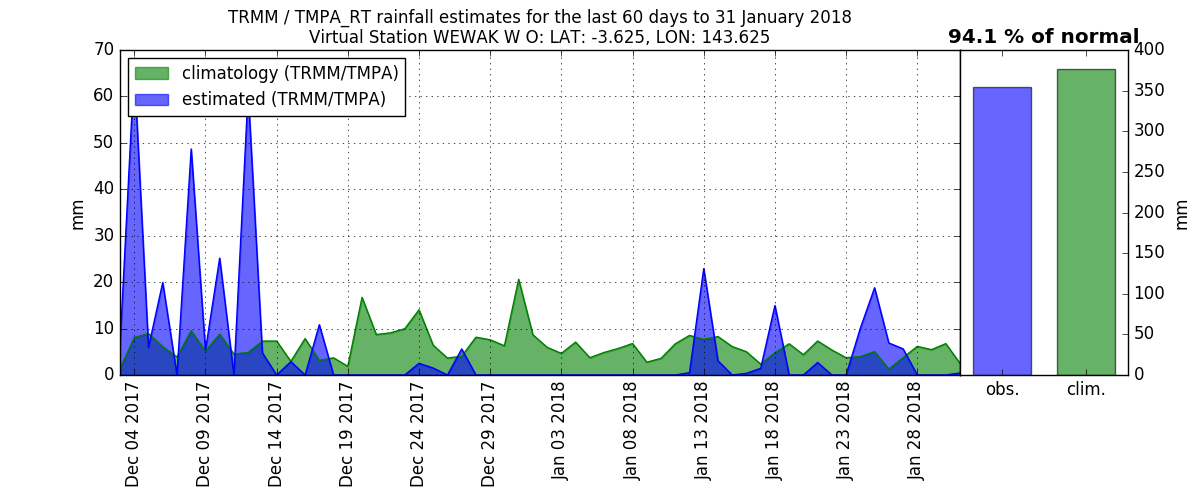 TRMM / TMPA_RT rainfall estimates for the last 60 days to 31 January 2018
Virtual Station WEWAK W O: LAT: -3.625, LON: 143.625
94.1 % of normal
climatology (TRMM/TMPA)
estimated (TRMM/TMPA)
70
60
50
40
30
20
10
0
mm
Dec 04 2017
Dec 09 2017
Dec 14 2017
Dec 19 2017
Dec 24 2017
Dec 29 2017
Jan 03 2018
Jan 08 2018
Jan 13 2018
Jan 18 2018
Jan 23 2018
Jan 28 2018
obs.
clim.
400
350
300
250
200
150
100
50
0
mm